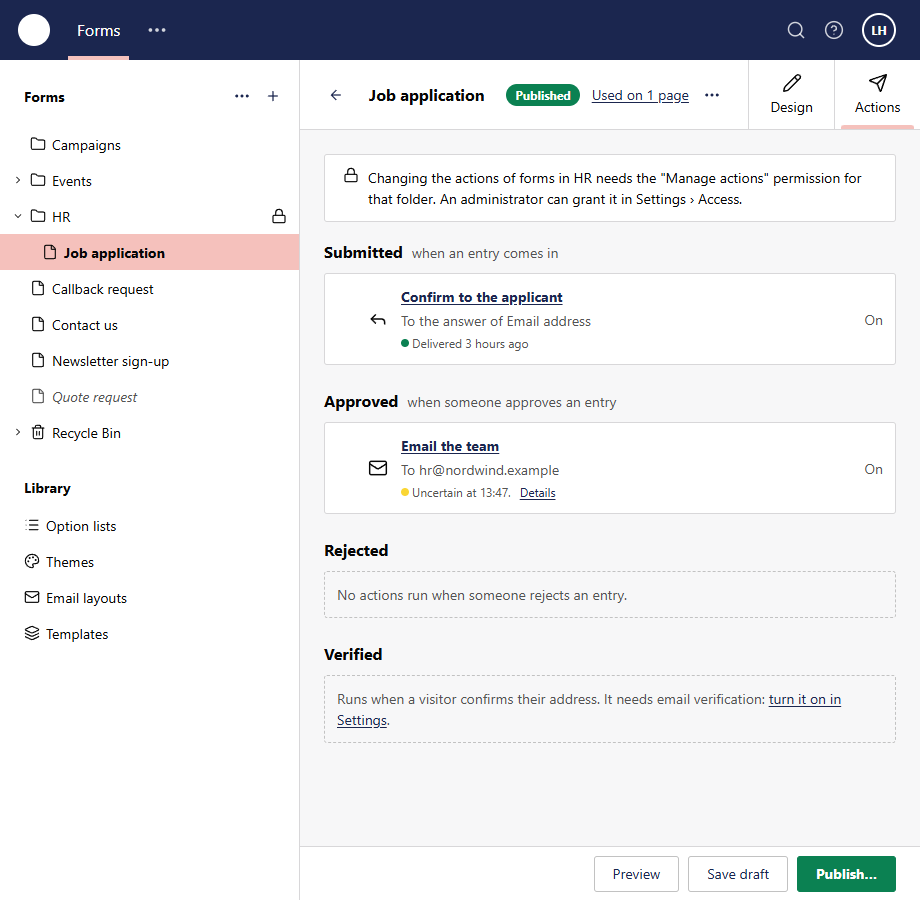 Forms
LH
Forms
Campaigns
Events
HR
Job application
Callback request
Contact us
Newsletter sign-up
Quote request
Recycle Bin
Library
Option lists
Themes
Email layouts
Templates
Job application
Published
Used on 1 page
Design
Actions
Changing the actions of forms in HR needs the "Manage actions" permission for
that folder. An administrator can grant it in Settings › Access.
Submitted when an entry comes in
Confirm to the applicant
To the answer of Email address
Delivered 3 hours ago
On
Approved when someone approves an entry
Email the team
To hr@nordwind.example
Uncertain at 13:47. Details
On
Rejected
No actions run when someone rejects an entry.
Verified
Runs when a visitor confirms their address. It needs email verification: turn it on in
Settings.
Preview
Save draft
Publish...